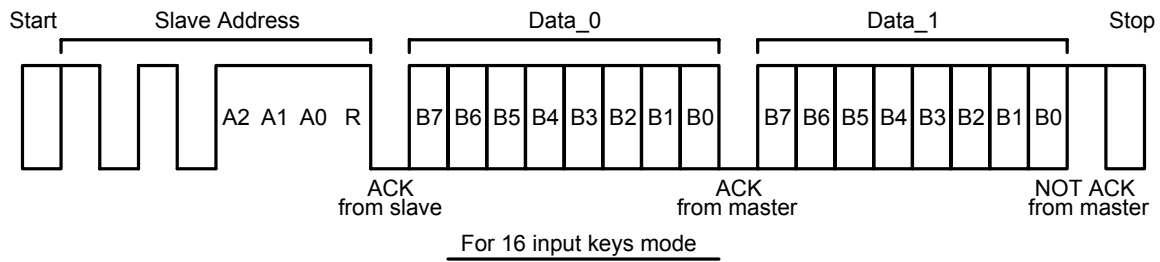 Start Slave Address Data_0 Data_1 Stop
A2 A1 A0 R B7 B6 B5 B4 B3 B2 B1 B0 B7 B6 B5 B4 B3 B2 B1 B0
ACK ACK NOT ACK
from slave from master from master
For 16 input keys mode